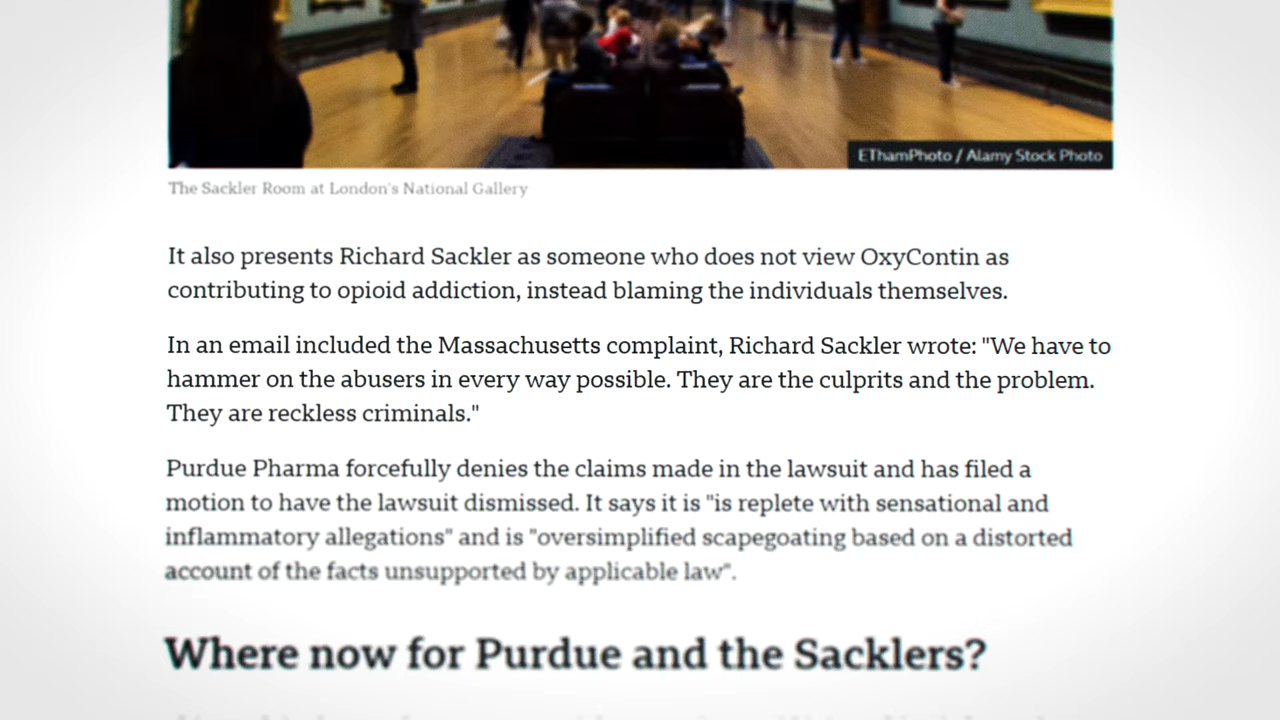 EThamPhoto / Alamy Stock Photo
The Sackler Room at London's National Gallery
It also presents Richard Sackler as someone who does not view OxyContin as
contributing to opioid addiction, instead blaming the individuals themselves.
In an email included the Massachusetts complaint, Richard Sackler wrote: "We have to
hammer on the abusers in every way possible. They are the culprits and the problem.
They are reckless criminals."
Purdue Pharma forcefully denies the claims made in the lawsuit and has filed a
motion to have the lawsuit dismissed. It says it is "is replete with sensational and
inflammatory allegations" and is "oversimplified scapegoating based on a distorted
account of the facts unsupported by applicable law".
Where now for Purdue and the Sacklers?